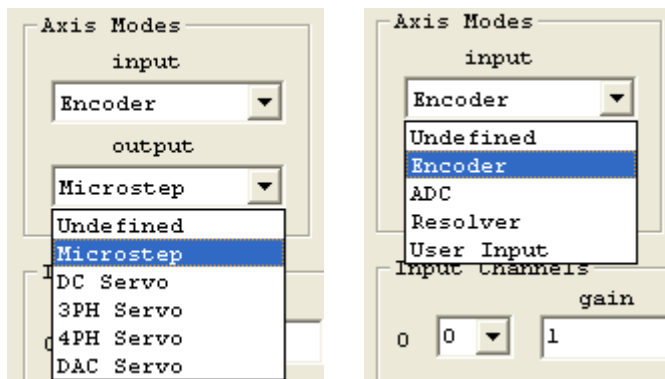 Axis Modes
input
Encoder
output
Microstep
Undefined
Microstep
DC Servo
3PH Servo
4PH Servo
DAC Servo
Axis Modes
input
Encoder
Undefined
Encoder
ADC
Resolver
User Input
Input Channels
gain
0 0 1